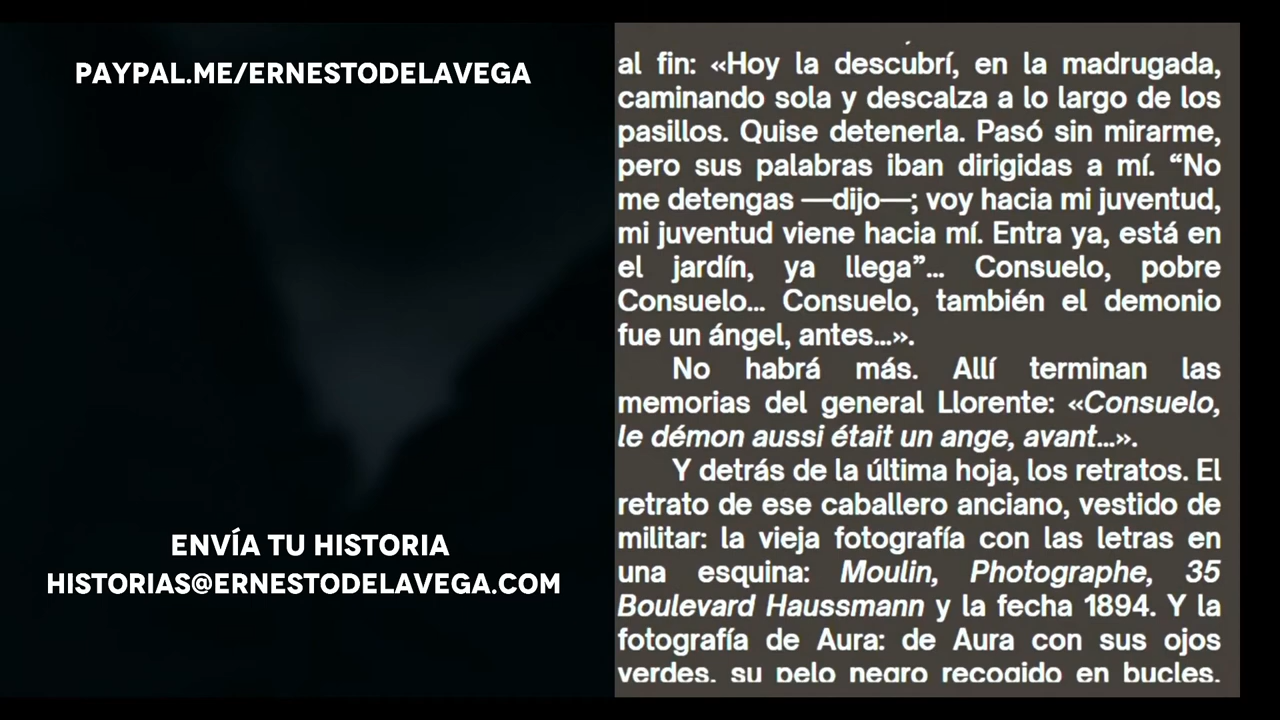 PAYPAL.ME/ERNESTODELAVEGA
ENVÍA TU HISTORIA
HISTORIAS@ERNESTODELAVEGA.COM
al fin: «Hoy la descubrí, en la madrugada,
caminando sola y descalza a lo largo de los
pasillos. Quise detenerla. Pasó sin mirarme,
pero sus palabras iban dirigidas a mí. “No
me detengas —dijo—; voy hacia mi juventud,
mi juventud viene hacia mí. Entra ya, está en
el jardín, ya llega”... Consuelo, pobre
Consuelo... Consuelo, también el demonio
fue un ángel, antes...».
No habrá más. Allí terminan las
memorias del general Llorente: «Consuelo,
le démon aussi était un ange, avant...».
Y detrás de la última hoja, los retratos. El
retrato de ese caballero anciano, vestido de
militar: la vieja fotografía con las letras en
una esquina: Moulin, Photographe, 35
Boulevard Haussmann y la fecha 1894. Y la
fotografía de Aura: de Aura con sus ojos
verdes, su pelo negro recogido en bucles,